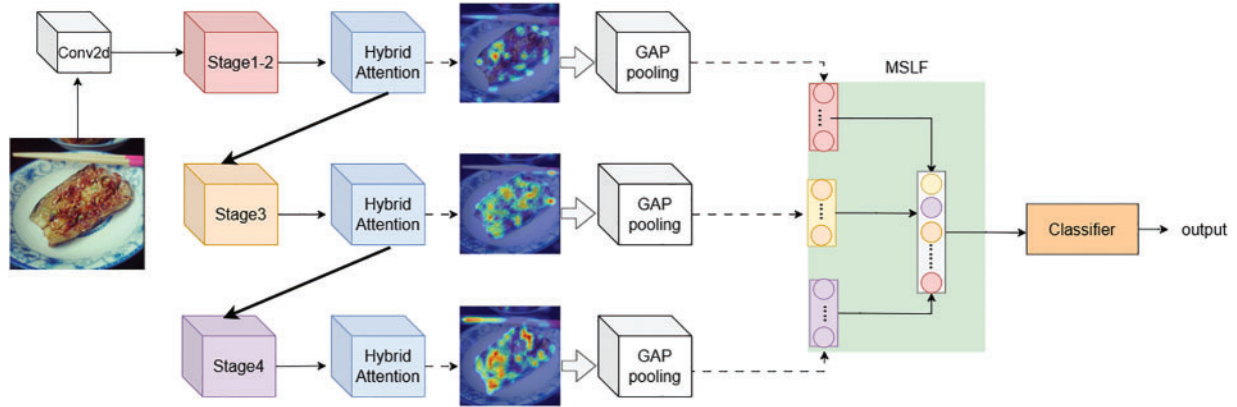 Conv2d
Stage1-2
Hybrid
Attention
GAP
pooling
MSLF
Stage3
Hybrid
Attention
GAP
pooling
Classifier
output
Stage4
Hybrid
Attention
GAP
pooling